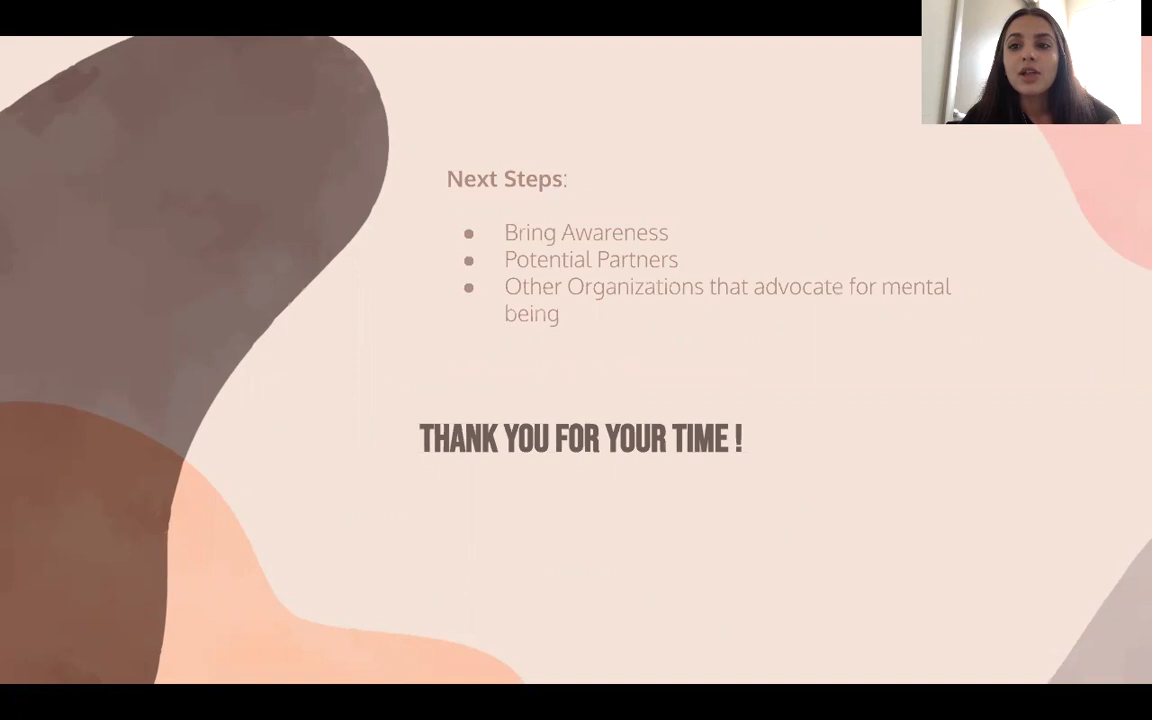 Next Steps:
● Bring Awareness
● Potential Partners
● Other Organizations that advocate for mental
being
THANK YOU FOR YOUR TIME !